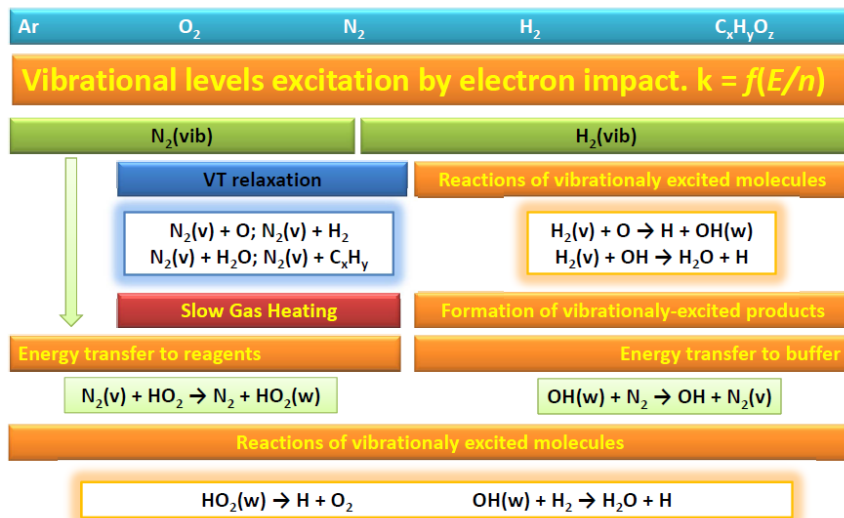 Ar O₂ N₂ H₂ CₓHᵧO_z
Vibrational levels excitation by electron impact. k = f(E/n)
N₂(vib) H₂(vib)
VT relaxation Reactions of vibrationaly excited molecules
N₂(v) + O; N₂(v) + H₂
N₂(v) + H₂O; N₂(v) + CₓHᵧ
H₂(v) + O → H + OH(w)
H₂(v) + OH → H₂O + H
Slow Gas Heating Formation of vibrationaly-excited products
Energy transfer to reagents Energy transfer to buffer
N₂(v) + HO₂ → N₂ + HO₂(w) OH(w) + N₂ → OH + N₂(v)
Reactions of vibrationaly excited molecules
HO₂(w) → H + O₂ OH(w) + H₂ → H₂O + H